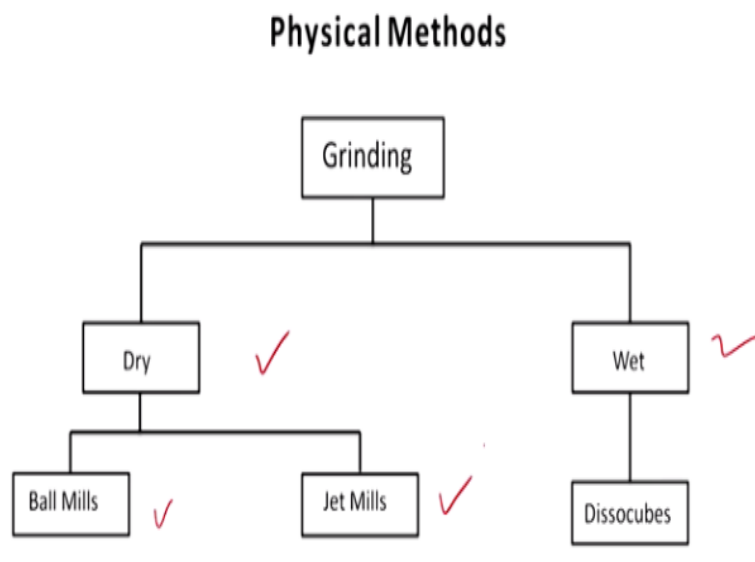 Physical Methods
Grinding
Dry
Wet
Ball Mills
Jet Mills
Dissocubes